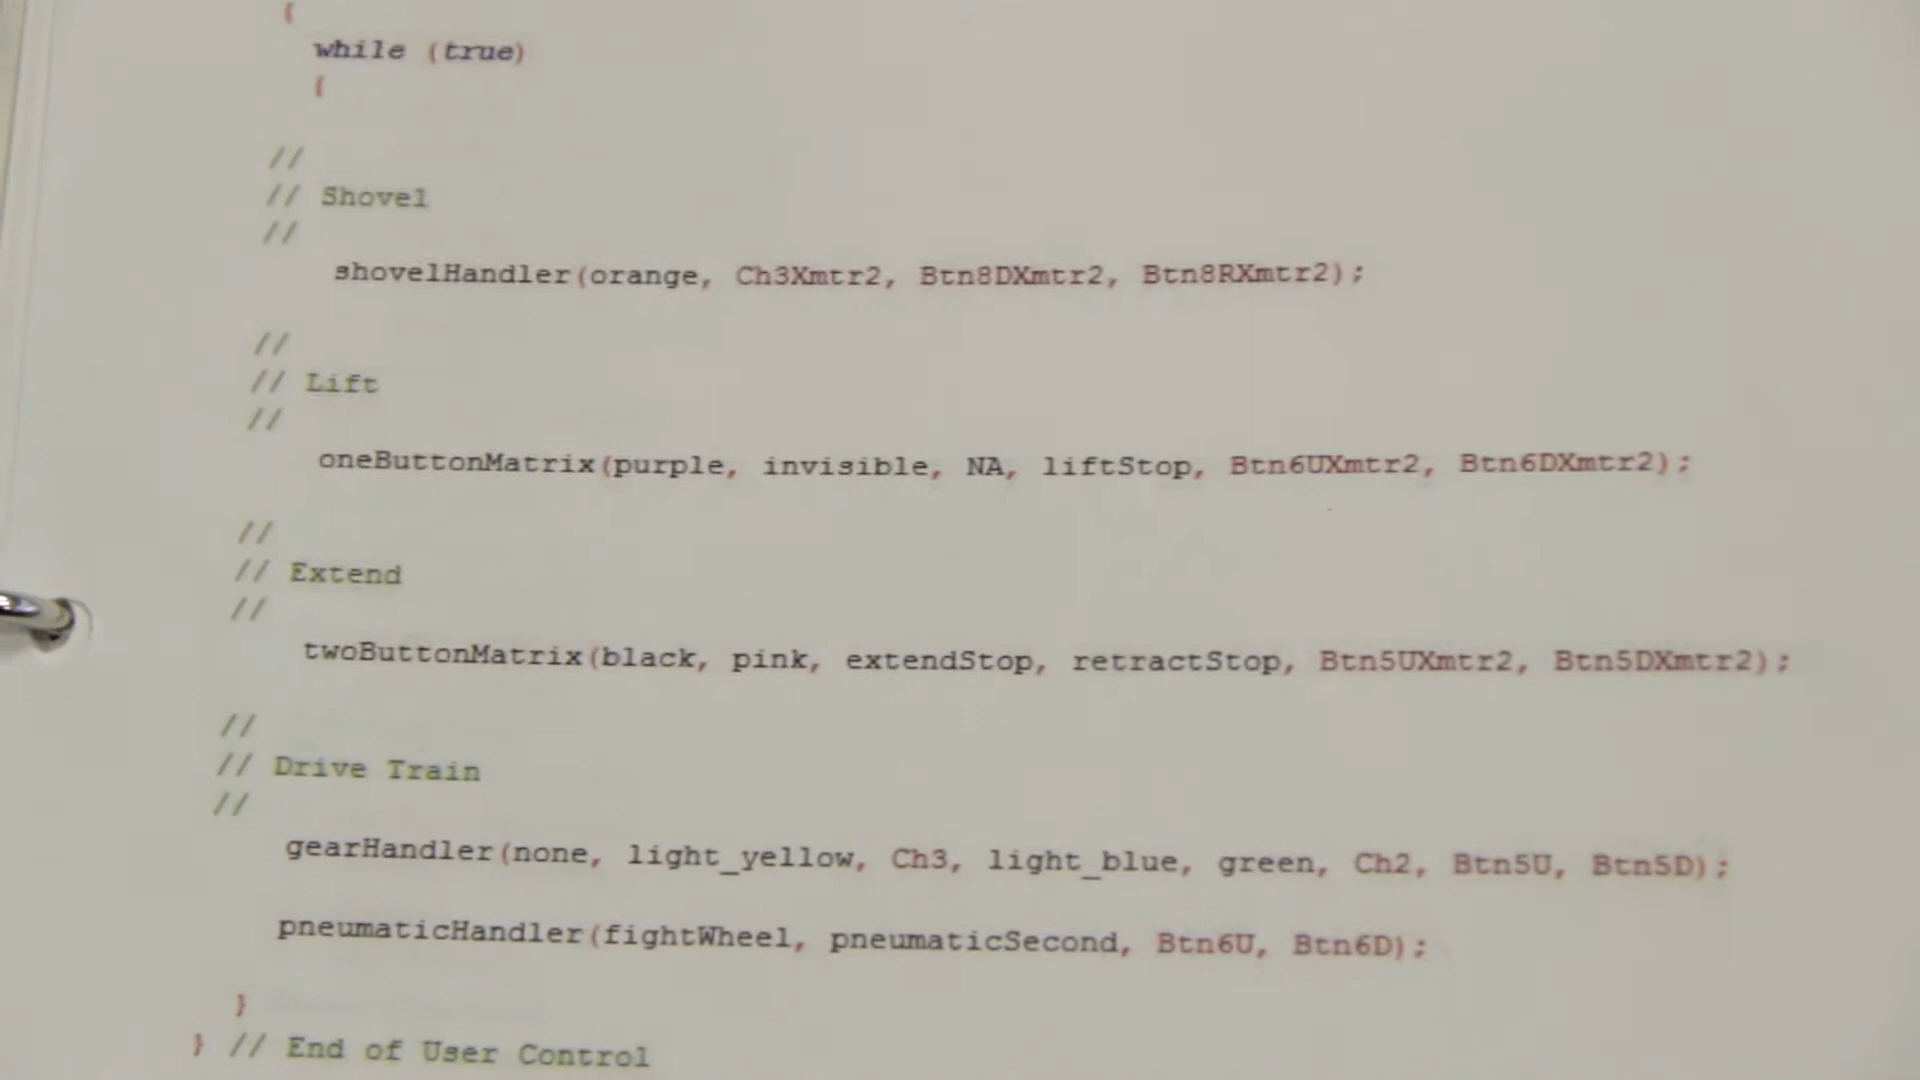 {
while (true)
{
//
// Shovel
//
shovelHandler(orange, Ch3Xmtr2, Btn8DXmtr2, Btn8RXmtr2);
//
// Lift
//
oneButtonMatrix(purple, invisible, NA, liftStop, Btn6UXmtr2, Btn6DXmtr2);
//
// Extend
//
twoButtonMatrix(black, pink, extendStop, retractStop, Btn5UXmtr2, Btn5DXmtr2);
//
// Drive Train
//
gearHandler(none, light_yellow, Ch3, light_blue, green, Ch2, Btn5U, Btn5D);
pneumaticHandler(fightWheel, pneumaticSecond, Btn6U, Btn6D);
}
} // End of User Control